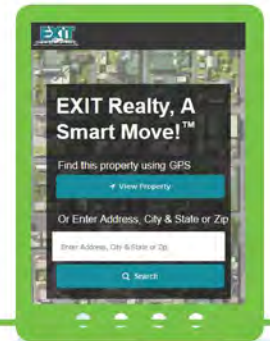 EXIT
EXIT Realty, A
Smart Move!™
Find this property using GPS
View Property
Or Enter Address, City & State or Zip
Enter Address, City & State or Zip
Search